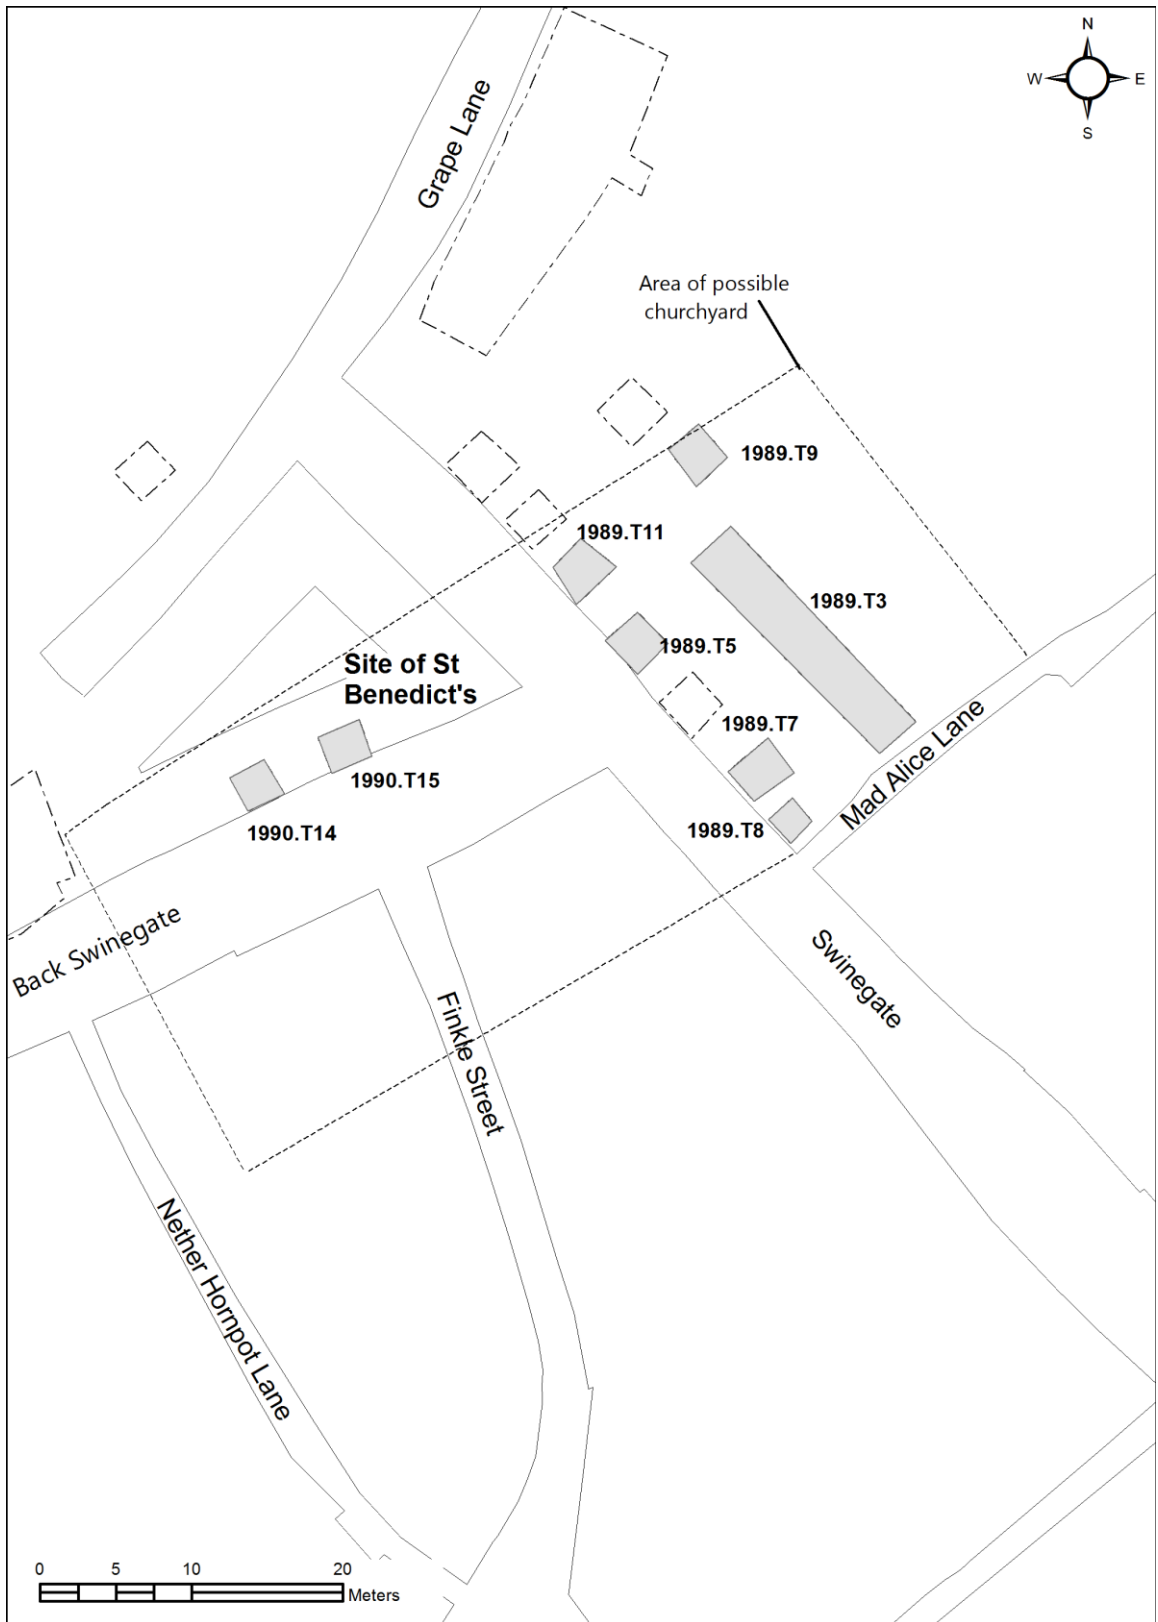 N
W E
S
Grape Lane
Area of possible
churchyard
1989.T9
1989.T11
1989.T3
1989.T5
Site of St
Benedict's
1989.T7
1990.T15
1990.T14
1989.T8
Mad Alice Lane
Back Swinegate
Swinegate
Finkle Street
Nether Hornpot Lane
0 5 10 20
Meters